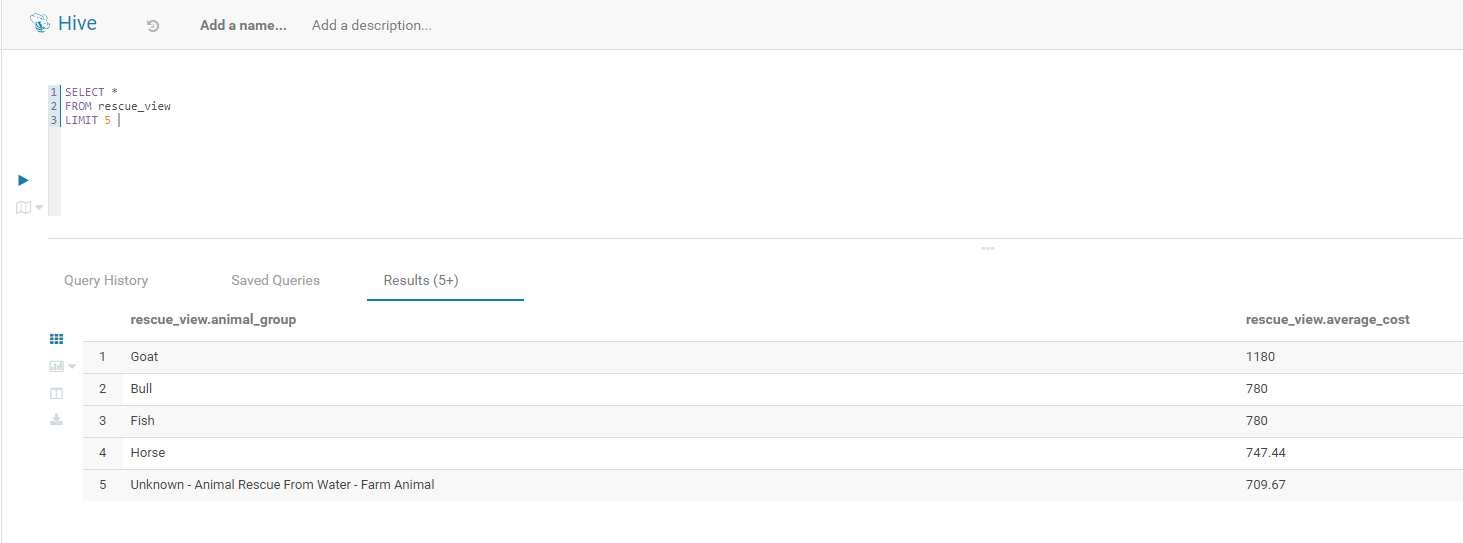 Hive Add a name... Add a description...
1 SELECT *
2 FROM rescue_view
3 LIMIT 5
Query History Saved Queries Results (5+)
rescue_view.animal_group rescue_view.average_cost
1 Goat 1180
2 Bull 780
3 Fish 780
4 Horse 747.44
5 Unknown - Animal Rescue From Water - Farm Animal 709.67